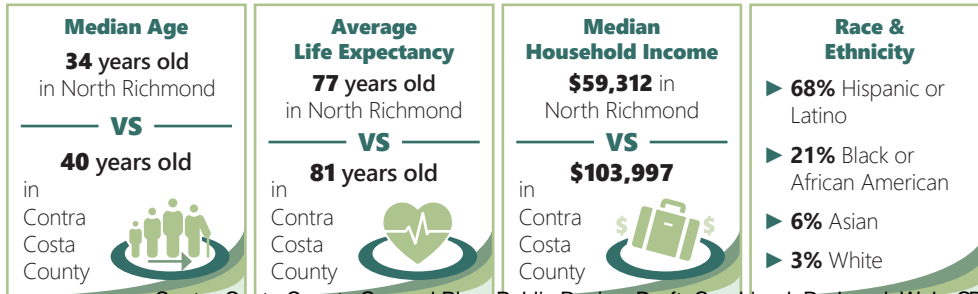 Median Age
34 years old
in North Richmond
VS
40 years old
in
Contra
Costa
County
Average
Life Expectancy
77 years old
in North Richmond
VS
81 years old
in
Contra
Costa
County
Median
Household Income
$59,312 in
North Richmond
VS
$103,997
in
Contra
Costa
County
$ $
Race &
Ethnicity
► 68% Hispanic or
Latino
► 21% Black or
African American
► 6% Asian
► 3% White